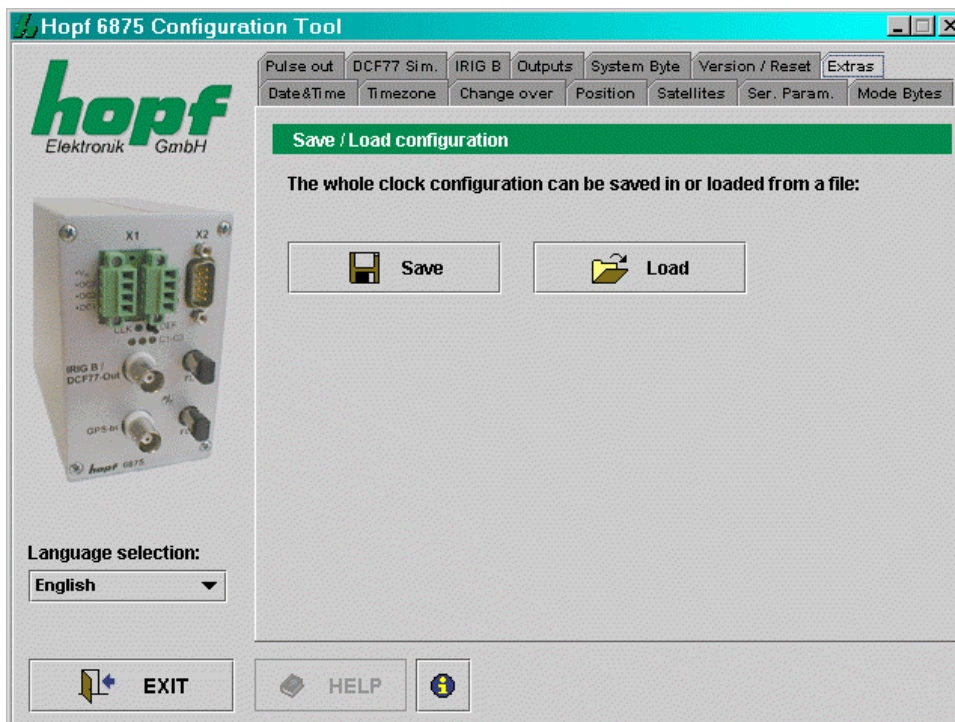 Hopf 6875 Configuration Tool
hopf
Elektronik GmbH
Pulse out DCF77 Sim. IRIG B Outputs System Byte Version / Reset Extras
Date&Time Timezone Change over Position Satellites Ser. Param. Mode Bytes
Save / Load configuration
The whole clock configuration can be saved in or loaded from a file:
Save Load
X1 X2
C1-C3
IRIG B /
DCF77-Out
GPS-In
hopf 6875
Language selection:
English
EXIT HELP